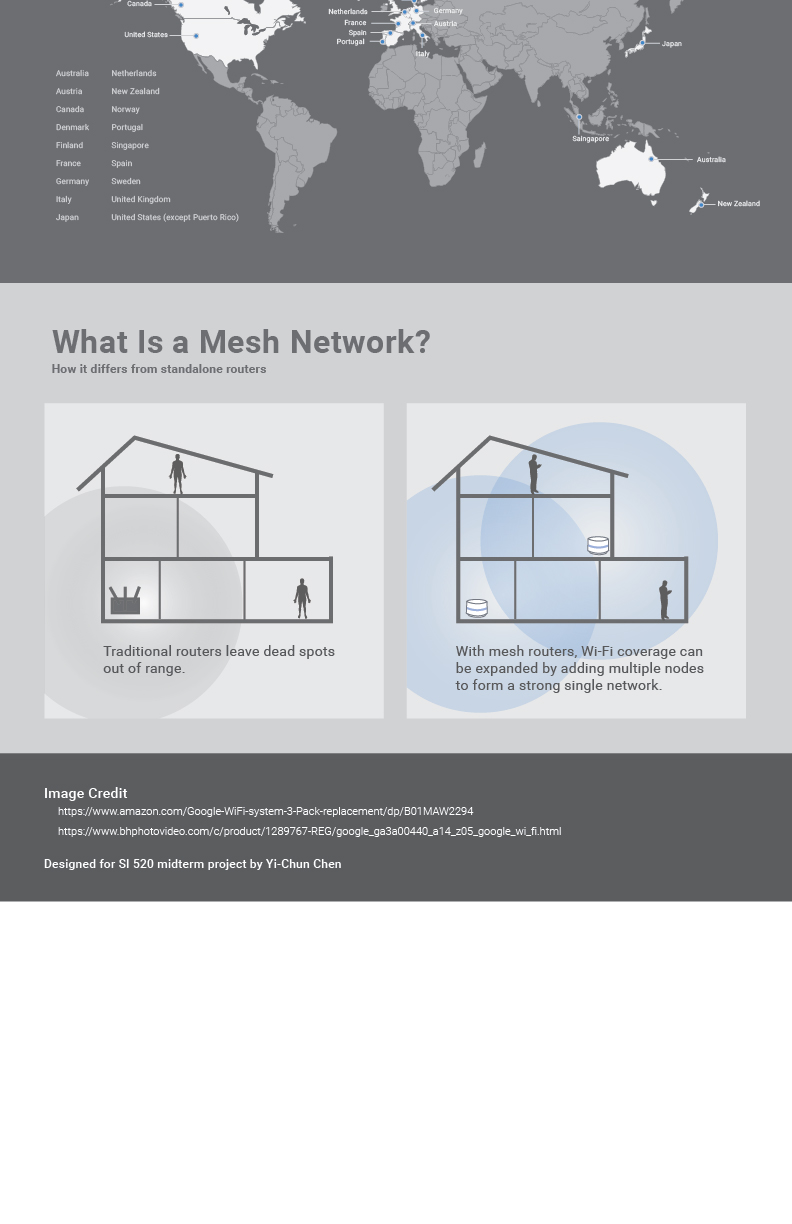 Canada
United States
Netherlands
France
Spain
Portugal
Germany
Austria
Italy
Japan
Saingapore
Australia
New Zealand
Australia Netherlands
Austria New Zealand
Canada Norway
Denmark Portugal
Finland Singapore
France Spain
Germany Sweden
Italy United Kingdom
Japan United States (except Puerto Rico)
What Is a Mesh Network?
How it differs from standalone routers
Traditional routers leave dead spots
out of range.
With mesh routers, Wi-Fi coverage can
be expanded by adding multiple nodes
to form a strong single network.
Image Credit
https://www.amazon.com/Google-WiFi-system-3-Pack-replacement/dp/B01MAW2294
https://www.bhphotovideo.com/c/product/1289767-REG/google_ga3a00440_a14_z05_google_wi_fi.html
Designed for SI 520 midterm project by Yi-Chun Chen